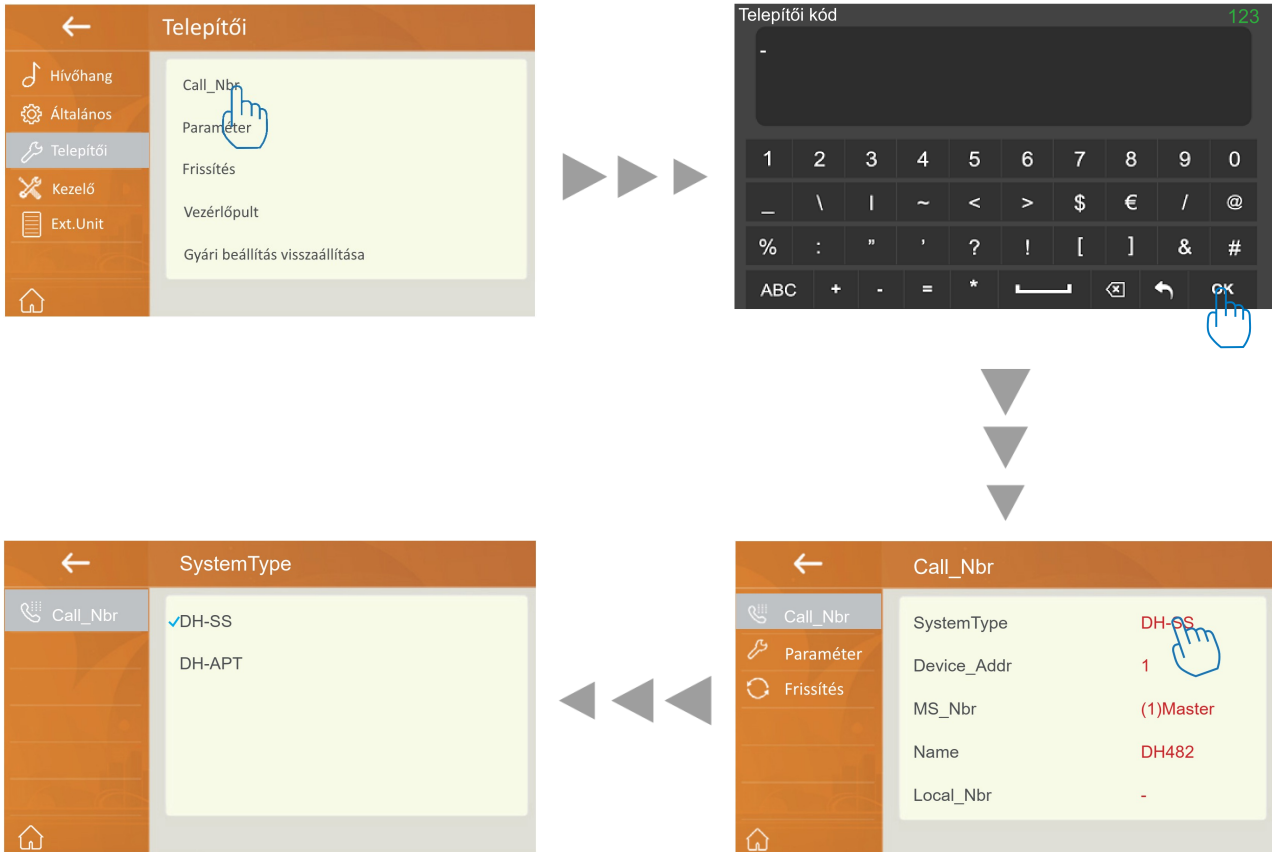 Telepítői
Hívőhang
Általános
Telepítői
Kezelő
Ext.Unit
Call_Nbr
Paraméter
Frissítés
Vezérlőpult
Gyári beállítás visszaállítása
Telepítői kód
123
-
1 2 3 4 5 6 7 8 9 0
_ \ | ~ < > $ € / @
% : " ' ? ! [ ] & #
ABC + - = * OK
SystemType
Call_Nbr
✓DH-SS
DH-APT
Call_Nbr
Call_Nbr
Paraméter
Frissítés
SystemType DH-SS
Device_Addr 1
MS_Nbr (1)Master
Name DH482
Local_Nbr -